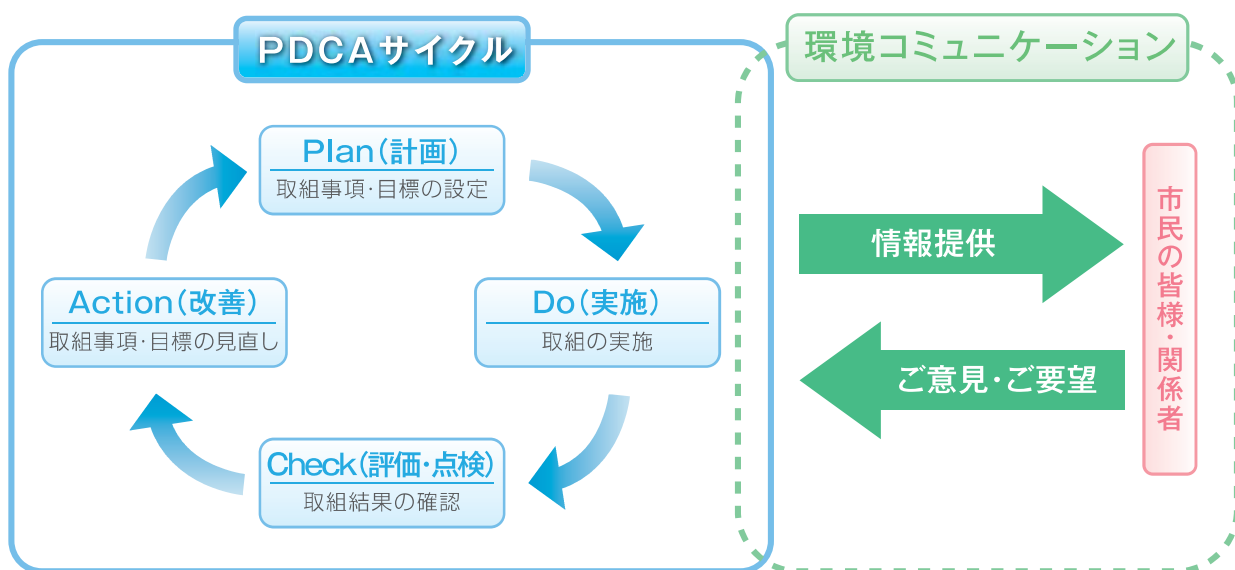 PDCAサイクル
環境コミュニケーション
Plan(計画)
取組事項・目標の設定
Do(実施)
取組の実施
Check(評価・点検)
取組結果の確認
Action(改善)
取組事項・目標の見直し
情報提供
ご意見・ご要望
市民の皆様・関係者